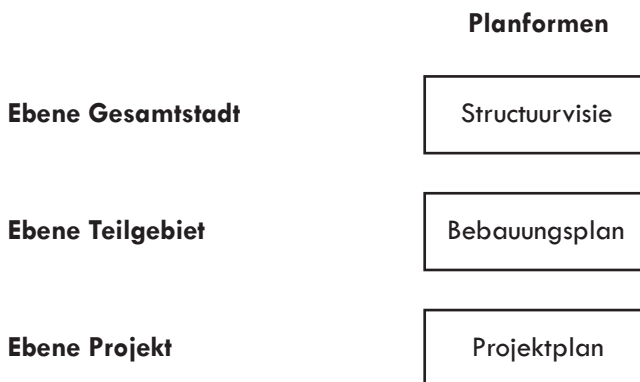 Planformen
Ebene Gesamtstadt Structuurvisie
Ebene Teilgebiet Bebauungsplan
Ebene Projekt Projektplan